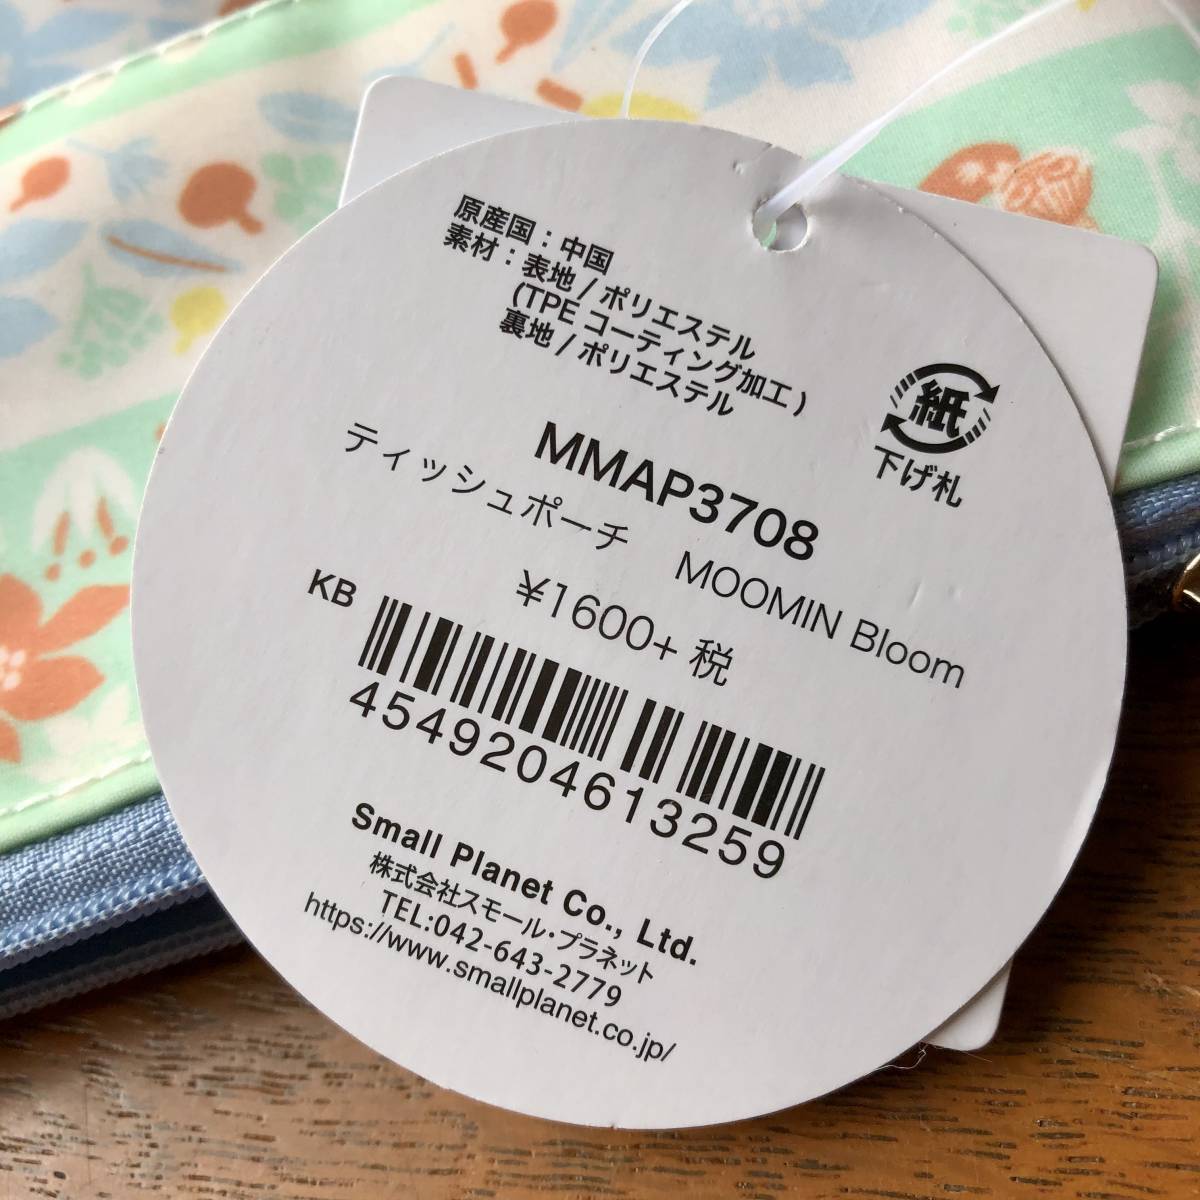 原産国：中国
素材：表地/ポリエステル
(TPE コーティング加工)
裏地/ポリエステル
紙
下げ札
MMAP3708
ティッシュポーチ　MOOMIN Bloom
¥1600+ 税
KB
4549204613259
Small Planet Co., Ltd.
株式会社スモール・プラネット
TEL:042-643-2779
https://www.smallplanet.co.jp/